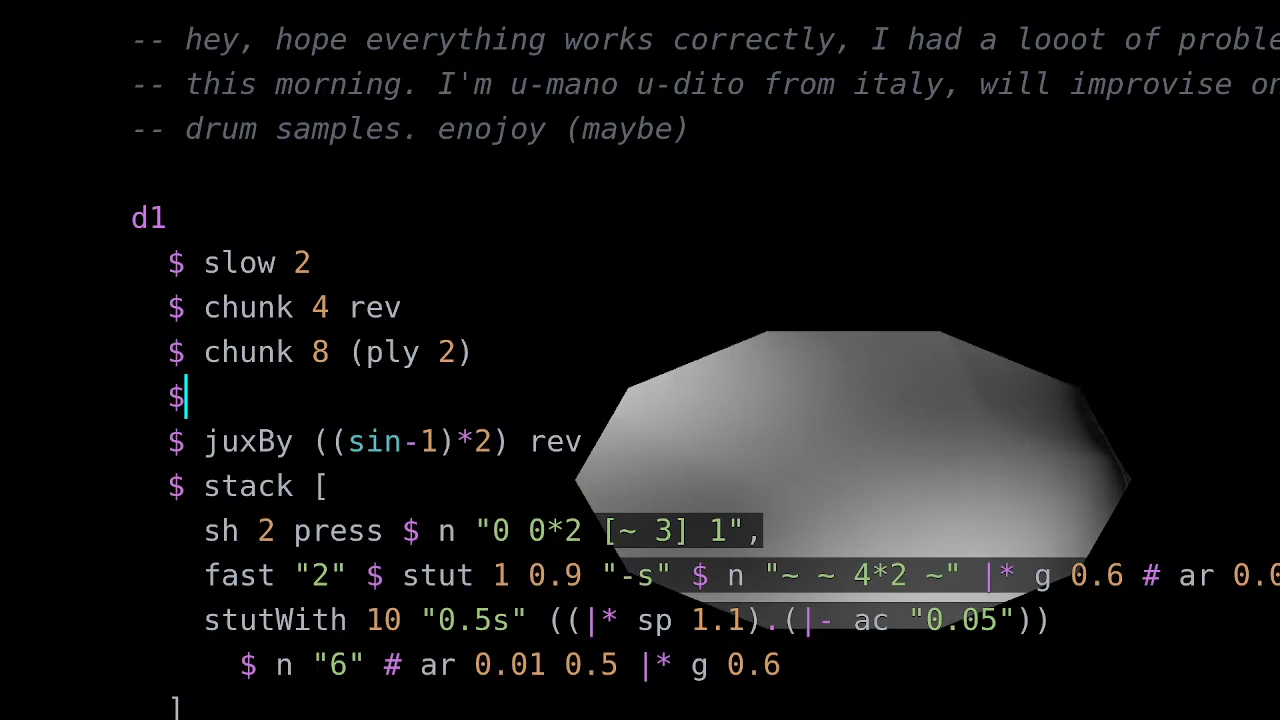 -- hey, hope everything works correctly, I had a looot of proble
-- this morning. I'm u-mano u-dito from italy, will improvise on
-- drum samples. enojoy (maybe)
d1
$ slow 2
$ chunk 4 rev
$ chunk 8 (ply 2)
$
$ juxBy ((sin-1)*2) rev
$ stack [
sh 2 press $ n "0 0*2 [~ 3] 1",
fast "2" $ stut 1 0.9 "-s" $ n "~ ~ 4*2 ~" |* g 0.6 # ar 0.0
stutWith 10 "0.5s" ((|* sp 1.1).(|- ac "0.05"))
$ n "6" # ar 0.01 0.5 |* g 0.6
]